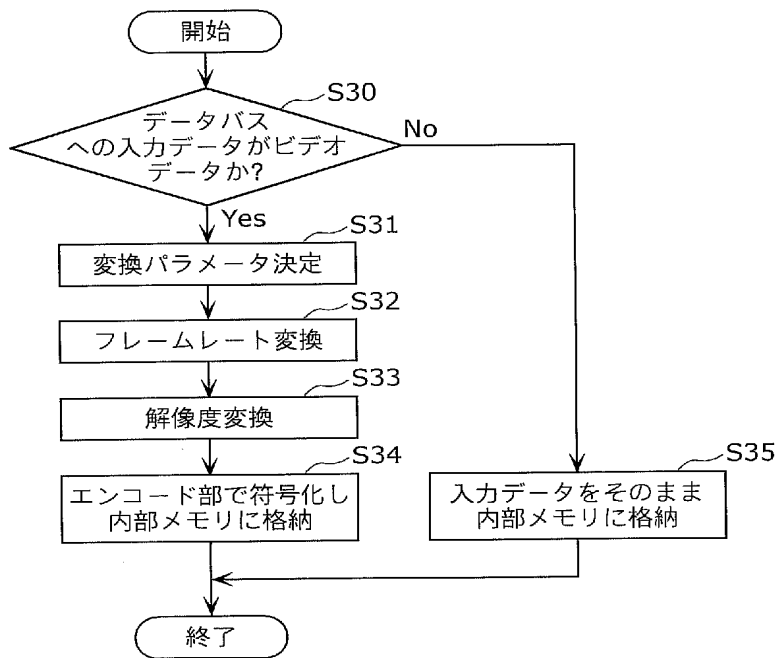 開始
S30
データバス
への入力データがビデオ
データか?
No
Yes
S31
変換パラメータ決定
S32
フレームレート変換
S33
解像度変換
S34
エンコード部で符号化し
内部メモリに格納
S35
入力データをそのまま
内部メモリに格納
終了